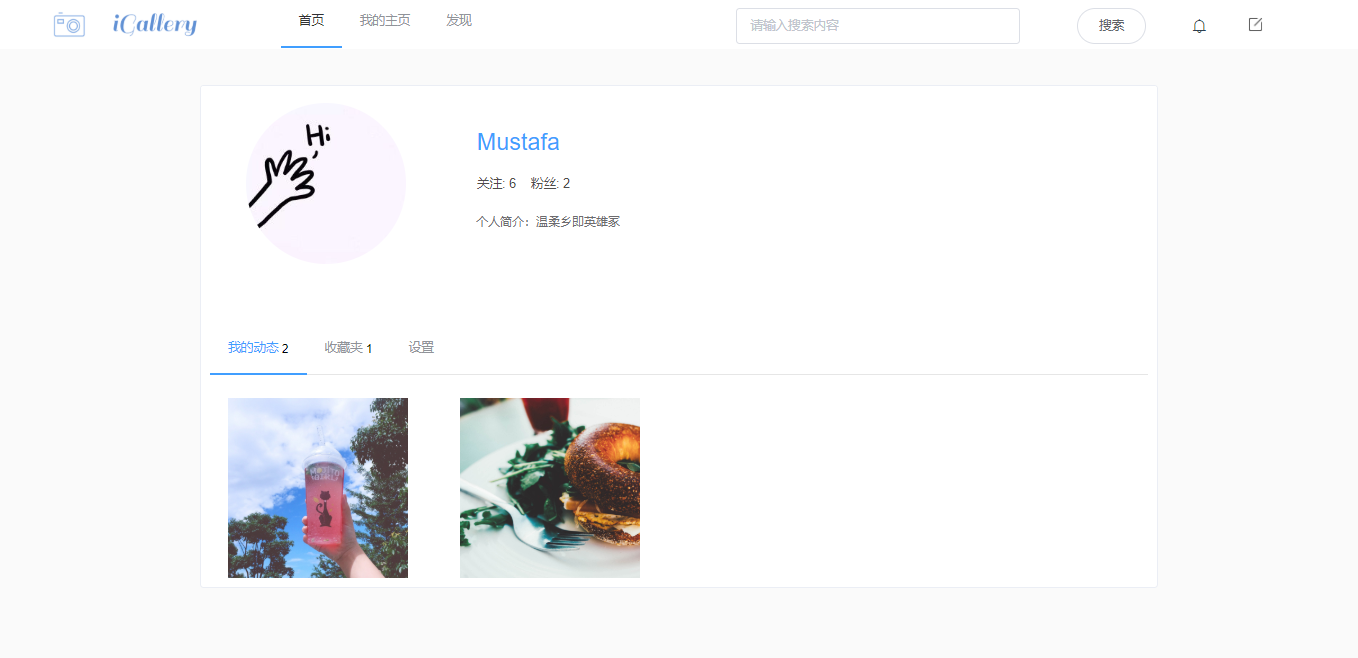 iGallery 首页 我的主页 发现 请输入搜索内容 搜索
Hi
Mustafa
关注: 6 粉丝: 2
个人简介：温柔乡即英雄冢
我的动态 2 收藏夹 1 设置